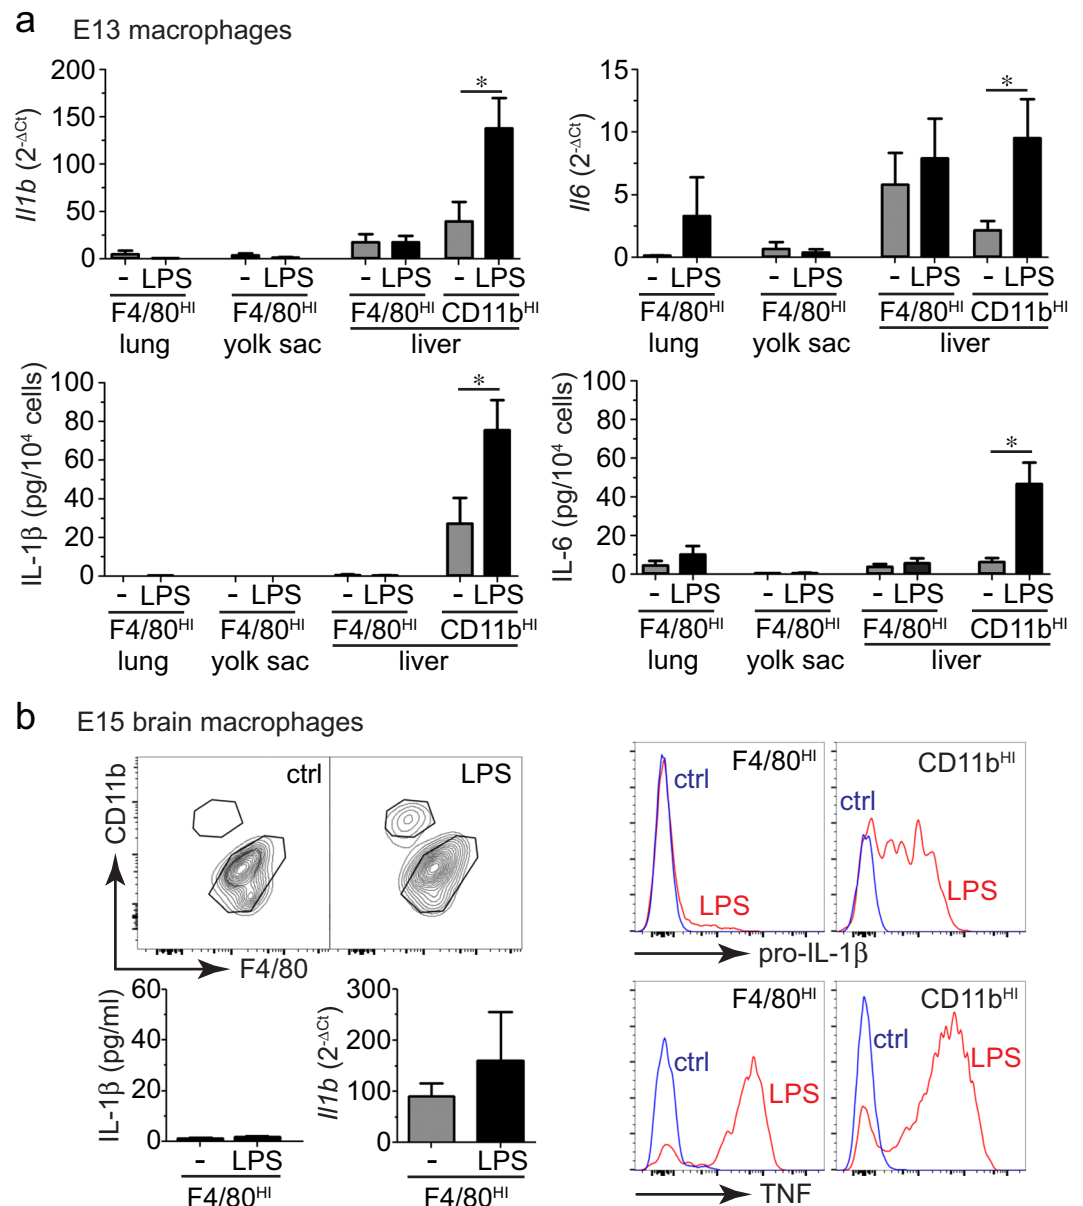 a E13 macrophages
Il1b (2-ΔCt)
200
150
100
50
0
- LPS - LPS - LPS - LPS
F4/80HI F4/80HI F4/80HI CD11bHI
lung yolk sac liver
*
Il6 (2-ΔCt)
15
10
5
0
- LPS - LPS - LPS - LPS
F4/80HI F4/80HI F4/80HI CD11bHI
lung yolk sac liver
*
IL-1β (pg/10⁴ cells)
100
80
60
40
20
0
- LPS - LPS - LPS - LPS
F4/80HI F4/80HI F4/80HI CD11bHI
lung yolk sac liver
*
IL-6 (pg/10⁴ cells)
100
80
60
40
20
0
- LPS - LPS - LPS - LPS
F4/80HI F4/80HI F4/80HI CD11bHI
lung yolk sac liver
*
b E15 brain macrophages
CD11b
ctrl LPS
F4/80
IL-1β (pg/ml)
60
40
20
0
- LPS
F4/80HI
Il1b (2-ΔCt)
300
200
100
0
- LPS
F4/80HI
F4/80HI
ctrl
LPS
CD11bHI
ctrl
LPS
pro-IL-1β
F4/80HI
ctrl
LPS
CD11bHI
ctrl
LPS
TNF